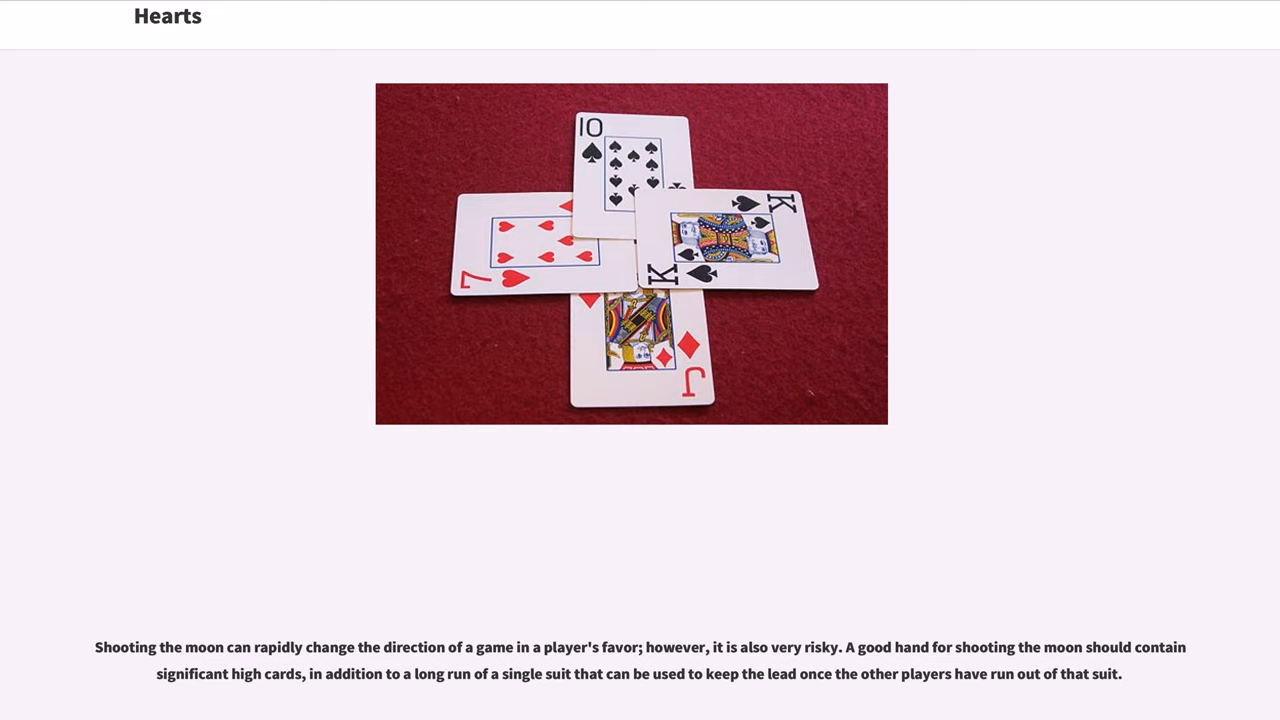 Hearts
10
K
7
K
J
Shooting the moon can rapidly change the direction of a game in a player's favor; however, it is also very risky. A good hand for shooting the moon should contain
significant high cards, in addition to a long run of a single suit that can be used to keep the lead once the other players have run out of that suit.